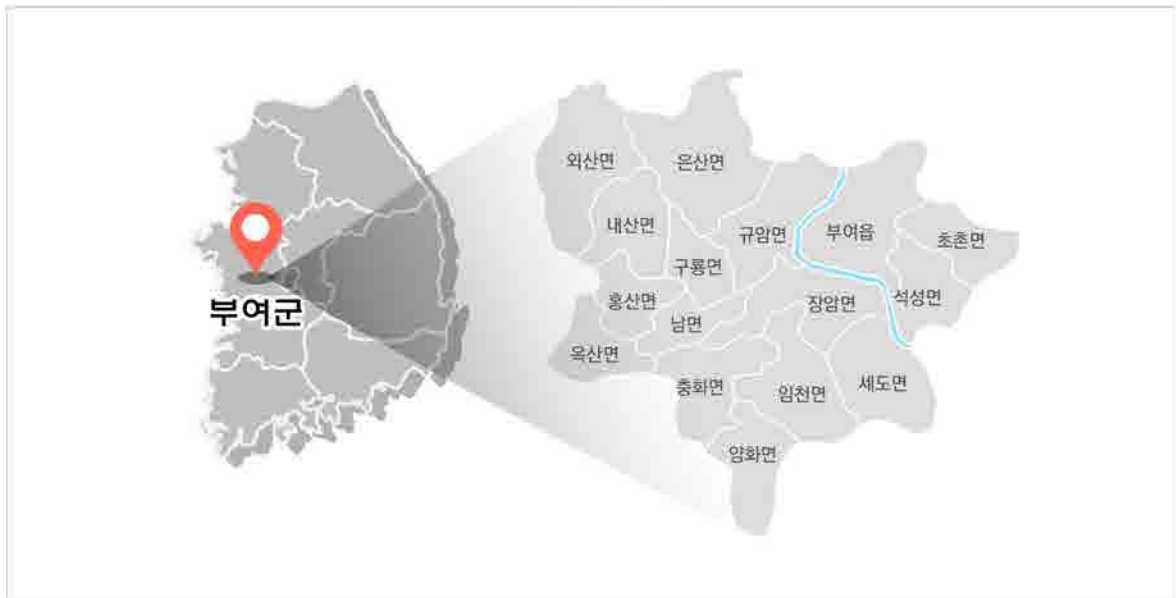 부여군
외산면
은산면
내산면
규암면
부여읍
초촌면
구룡면
홍산면
남면
장암면
석성면
옥산면
충화면
임천면
세도면
양화면